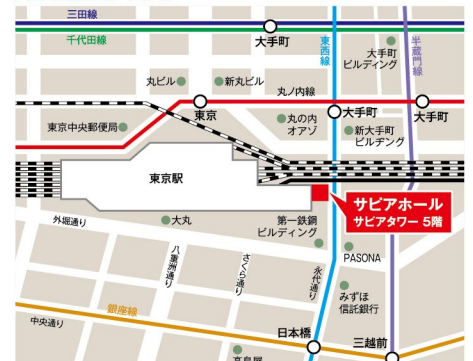 三田線
千代田線
大手町
東西線
半蔵門線
大手町
ビルディング
丸ビル
新丸ビル
丸ノ内線
東京
大手町
大手町
東京中央郵便局
丸の内
オアゾ
新大手町
ビルデング
東京駅
サピアホール
サピアタワー 5階
外堀通り
大丸
第一鉄鋼
ビルディング
八重洲通り
さくら通り
永代通り
PASONA
みずほ
信託銀行
銀座線
中央通り
日本橋
三越前
高島屋